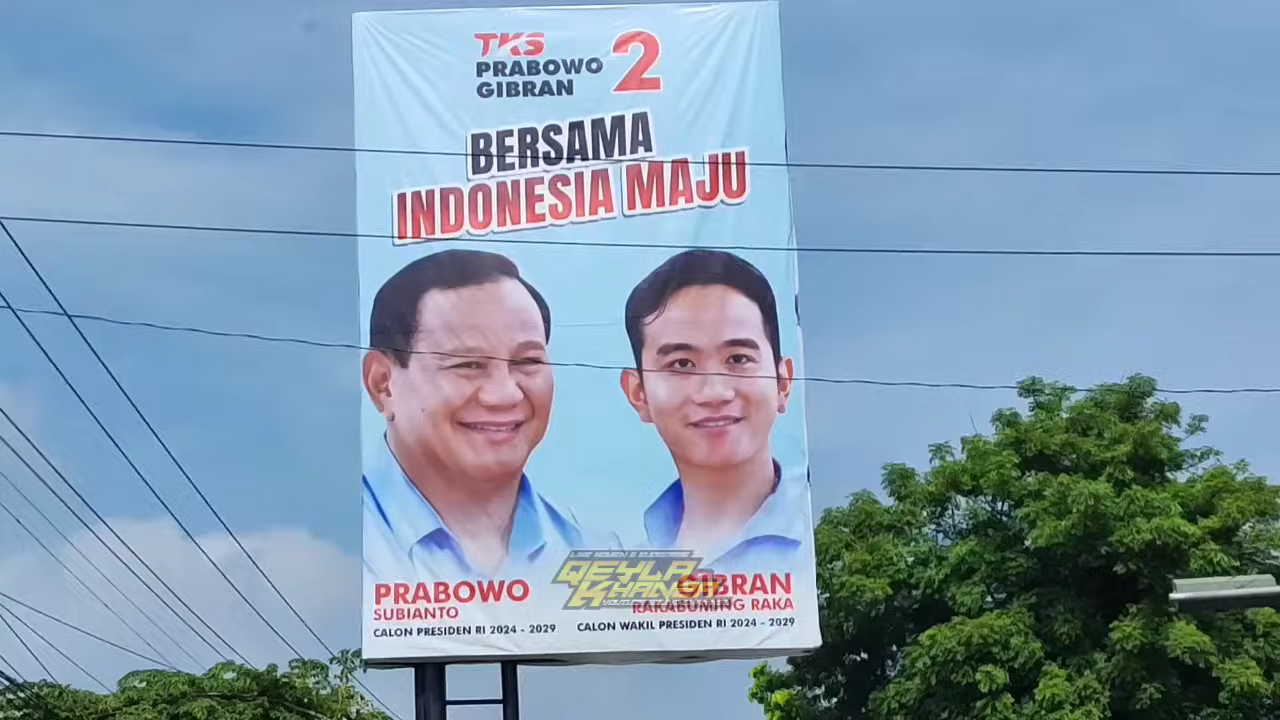 TKS
PRABOWO
GIBRAN
2
BERSAMA
INDONESIA MAJU
PRABOWO
SUBIANTO
CALON PRESIDEN RI 2024 - 2029
GIBRAN
RAKABUMING RAKA
CALON WAKIL PRESIDEN RI 2024 - 2029
QEYLA